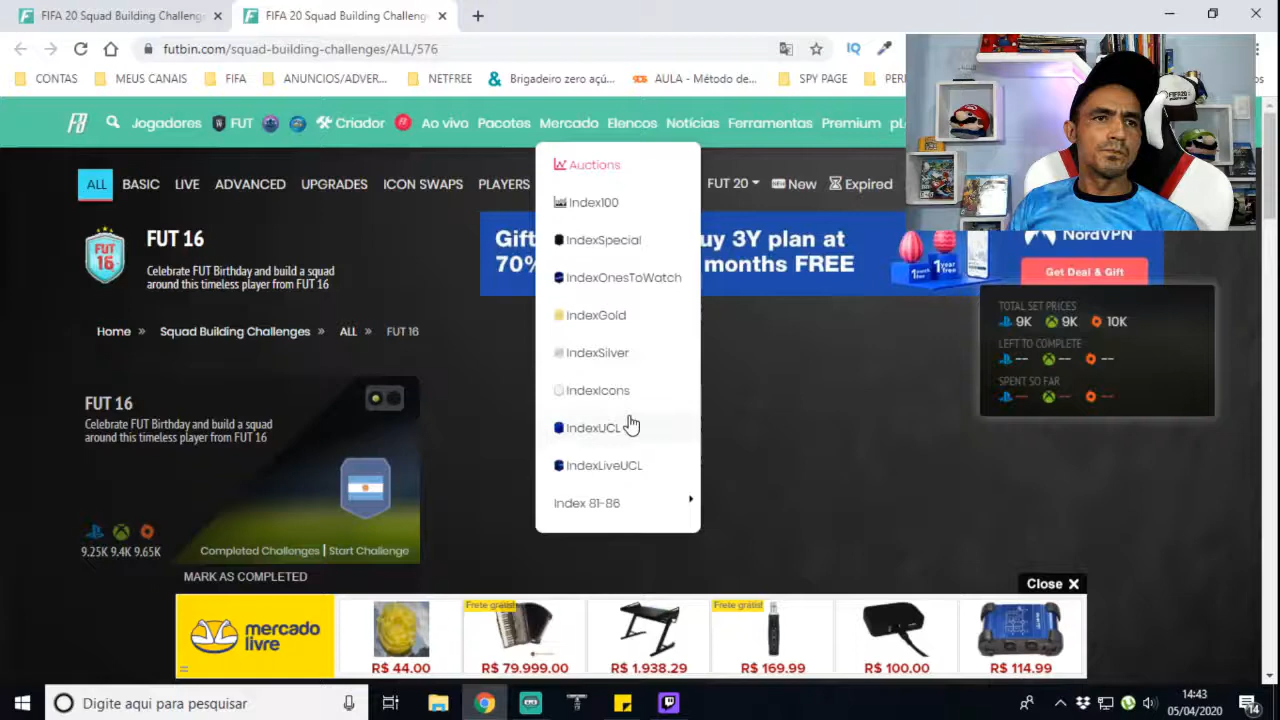 FIFA 20 Squad Building Challeng
FIFA 20 Squad Building Challeng
futbin.com/squad-building-challenges/ALL/576
CONTAS
MEUS CANAIS
FIFA
ANUNCIOS/ADVER...
NETFREE
Brigadeiro zero açú...
AULA - Método de...
SPY PAGE
Jogadores
FUT
Criador
Ao vivo
Pacotes
Mercado
Elencos
Notícias
Ferramentas
Premium
ALL
BASIC
LIVE
ADVANCED
UPGRADES
ICON SWAPS
PLAYERS
FUT 20
New
Expired
Auctions
Index100
IndexSpecial
IndexOnesToWatch
IndexGold
IndexSilver
IndexIcons
IndexUCL
IndexLiveUCL
Index 81-86
FUT 16
FUT 16
Celebrate FUT Birthday and build a squad
around this timeless player from FUT 16
Gift
uy 3Y plan at
70%
months FREE
NordVPN
Get Deal & Gift
Home » Squad Building Challenges » ALL » FUT 16
TOTAL SET PRICES
9K 9K 10K
LEFT TO COMPLETE
-- -- --
SPENT SO FAR
-- -- --
FUT 16
Celebrate FUT Birthday and build a squad
around this timeless player from FUT 16
9.25K 9.4K 9.65K
Completed Challenges | Start Challenge
MARK AS COMPLETED
Close X
mercado
livre
Frete grátis!
Frete grátis!
R$ 44.00
R$ 79.999.00
R$ 1.938.29
R$ 169.99
R$ 100.00
R$ 114.99
Digite aqui para pesquisar
14:43
05/04/2020
14